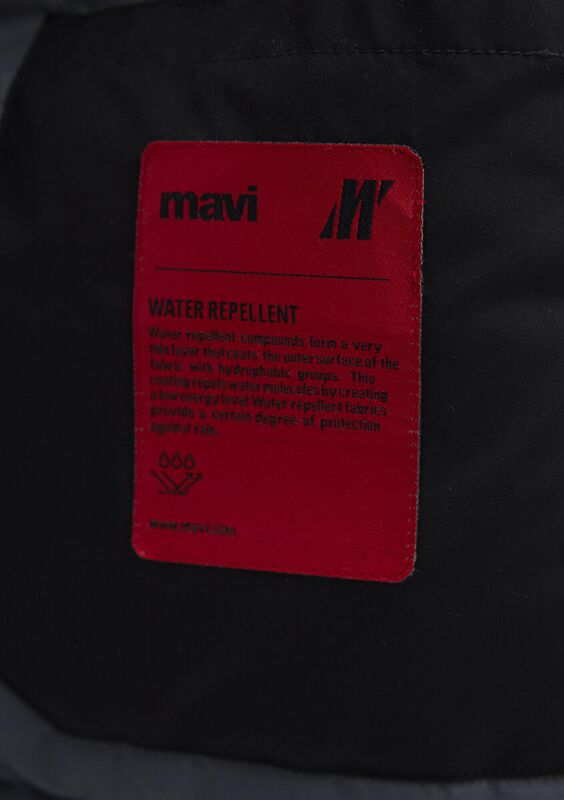 mavi M
WATER REPELLENT
Water repellent compounds form a very
thin layer that coats the outer surface of the
fabric with hydrophobic groups. This
coating repels water molecules by creating
a low energy level. Water repellent fabrics
provide a certain degree of protection
against rain.
www.mavi.com